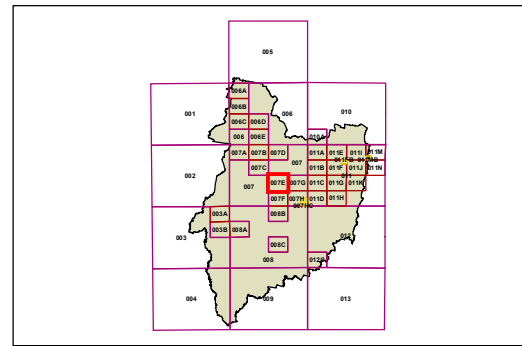 005
006A
001 006B 006 010
006C 006D
006 006E 010A
007A 007B 007D 011A 011E 011I 011M
007C 007 011B 011F 011J 011N
002 007 007E 007G 011C 011G 011K
007F 007H 011D 011H
003A 008B
003 003B 008A 012
008C
008 012C
004 009 013